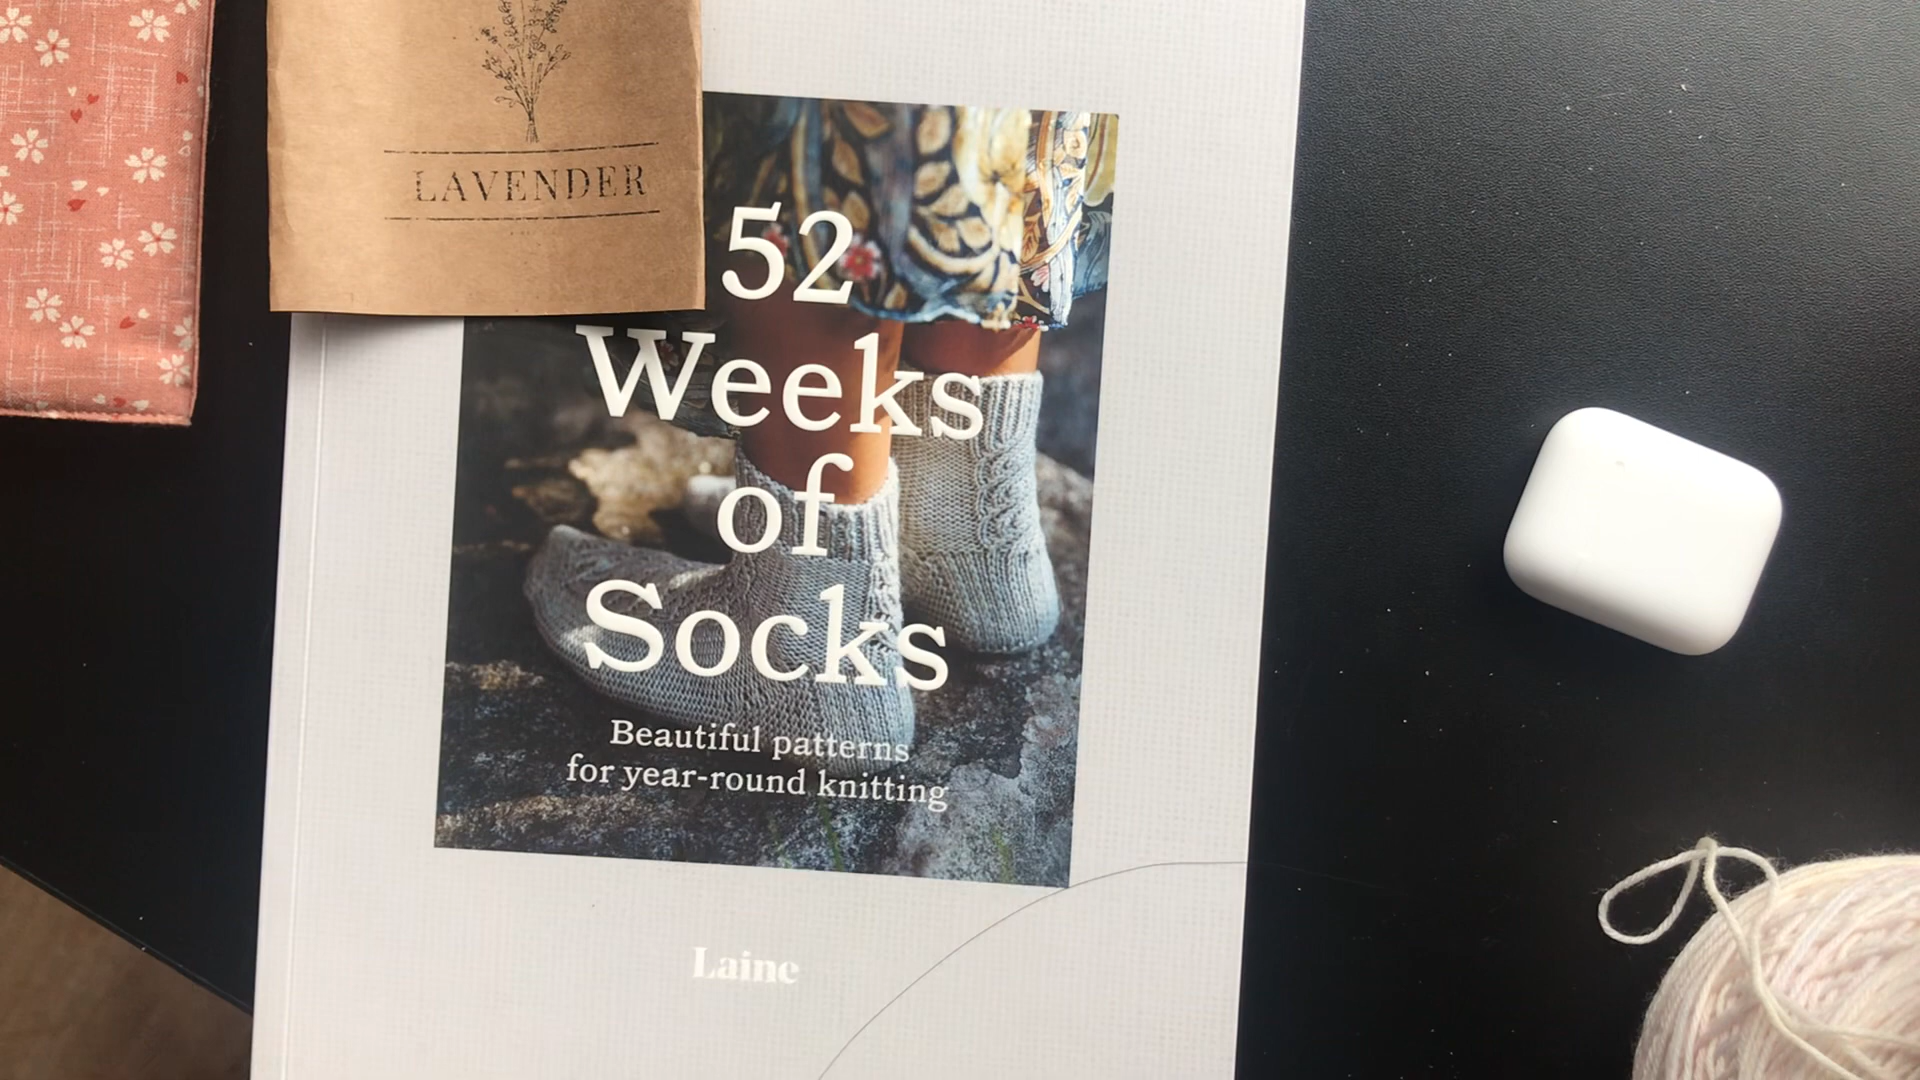 LAVENDER
52
Weeks
of
Socks
Beautiful patterns
for year-round knitting
Laine